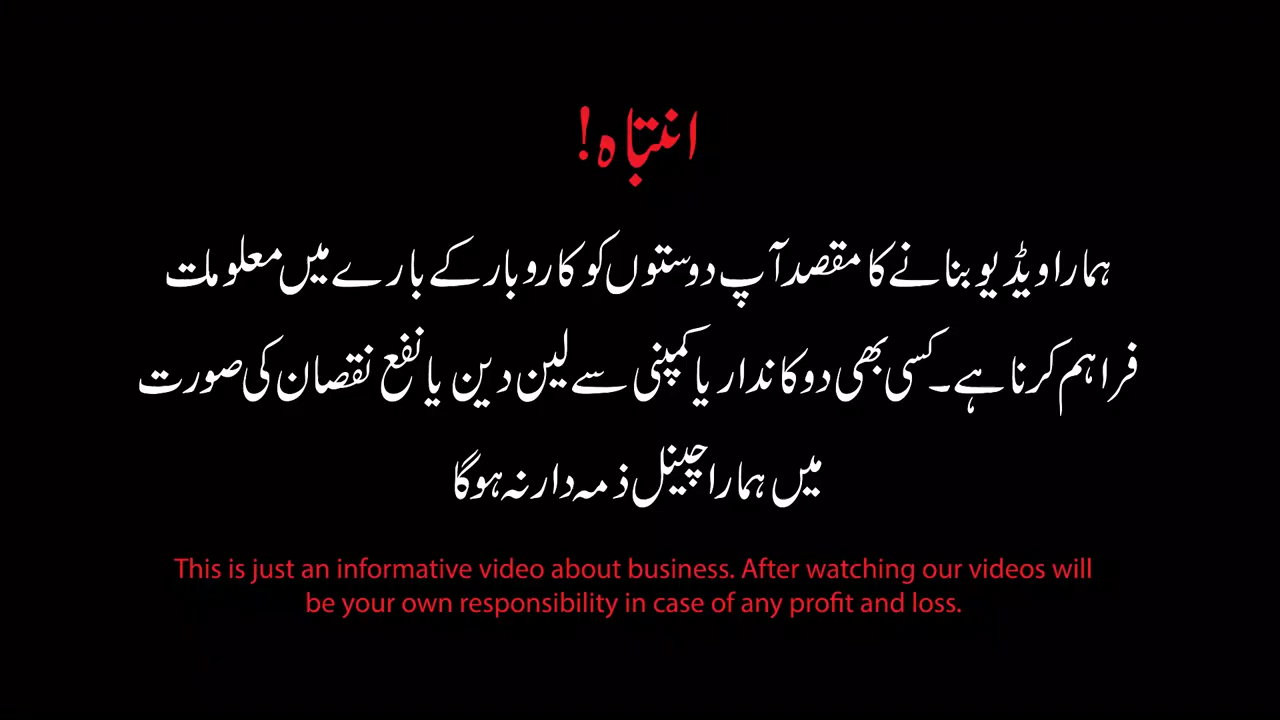 انتباہ!
ہمارا ویڈیو بنانے کا مقصد آپ دوستوں کو کاروبار کے بارے میں معلومات
فراہم کرنا ہے۔ کسی بھی دوکاندار یا کمپنی سے لین دین یا نفع نقصان کی صورت
میں ہمارا چینل ذمہ دار نہ ہوگا
This is just an informative video about business. After watching our videos will
be your own responsibility in case of any profit and loss.